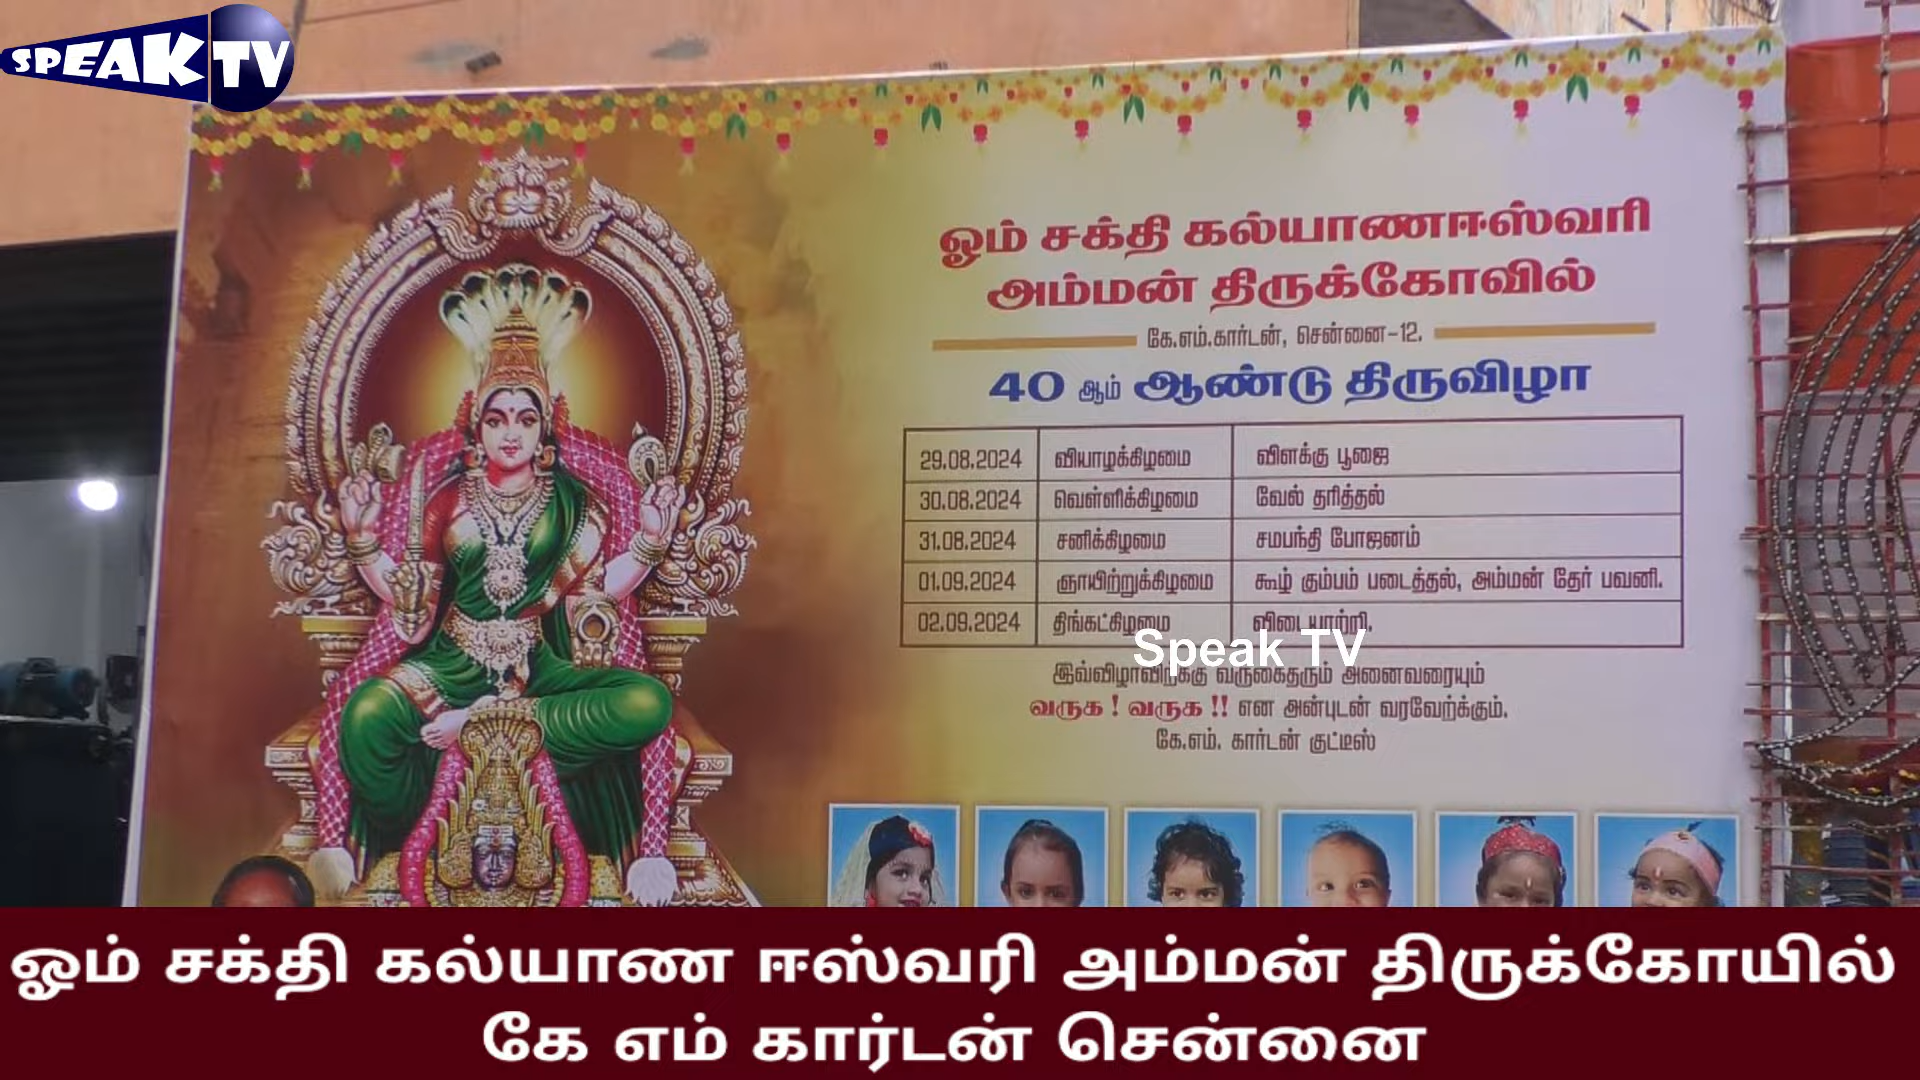 SPEAK TV
ஓம் சக்தி கல்யாணஈஸ்வரி
அம்மன் திருக்கோவில்
கே.எம்.கார்டன், சென்னை-12.
40 ஆம் ஆண்டு திருவிழா
29.08.2024 வியாழக்கிழமை விளக்கு பூஜை
30.08.2024 வெள்ளிக்கிழமை வேல் தரித்தல்
31.08.2024 சனிக்கிழமை சமபந்தி போஜனம்
01.09.2024 ஞாயிற்றுக்கிழமை கூழ் கும்பம் படைத்தல், அம்மன் தேர் பவனி.
02.09.2024 திங்கட்கிழமை விடையாற்றி.
Speak TV
இவ்விழாவிற்க்கு வருகைதரும் அனைவரையும்
வருக ! வருக !! என அன்புடன் வரவேற்க்கும்.
கே.எம். கார்டன் குட்டீஸ்
ஓம் சக்தி கல்யாண ஈஸ்வரி அம்மன் திருக்கோயில்
கே எம் கார்டன் சென்னை